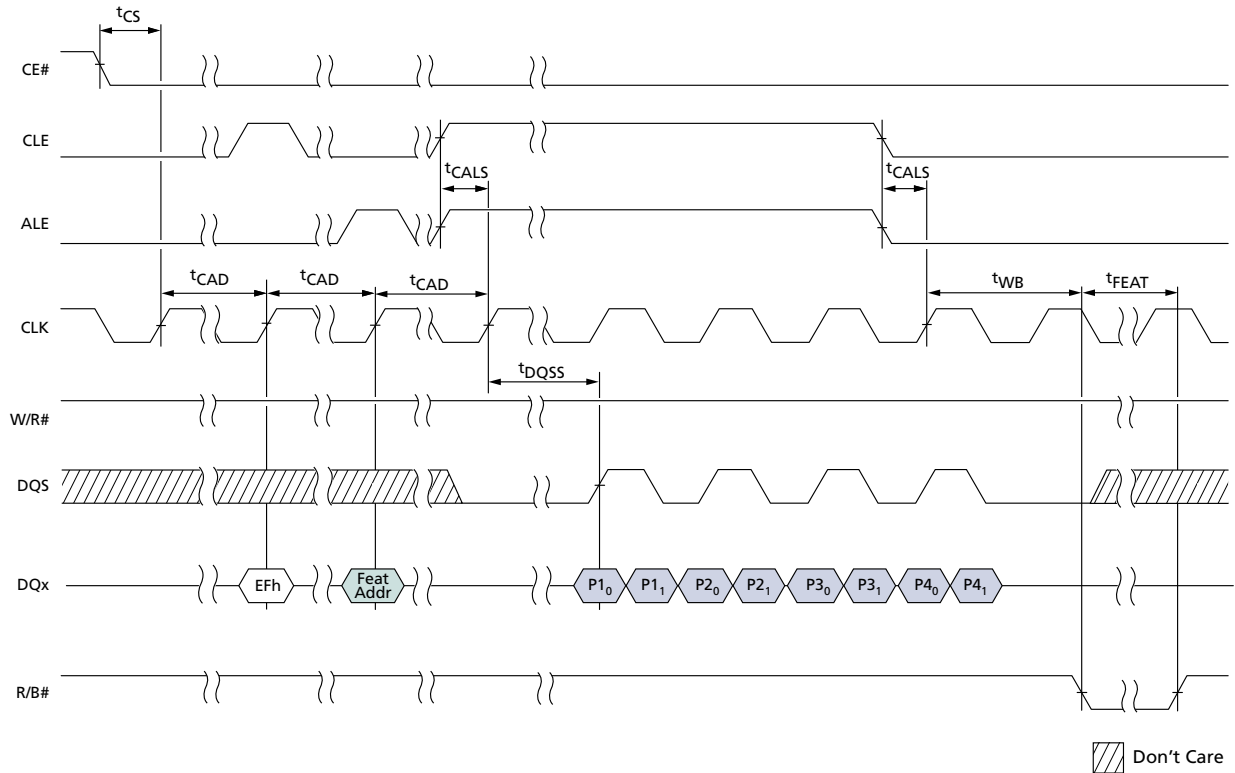 tCS
CE#
CLE
tCALS
tCALS
ALE
tCAD
tCAD
tCAD
tWB
tFEAT
CLK
tDQSS
W/R#
DQS
DQx
EFh
Feat
Addr
P1₀
P1₁
P2₀
P2₁
P3₀
P3₁
P4₀
P4₁
R/B#
Don't Care